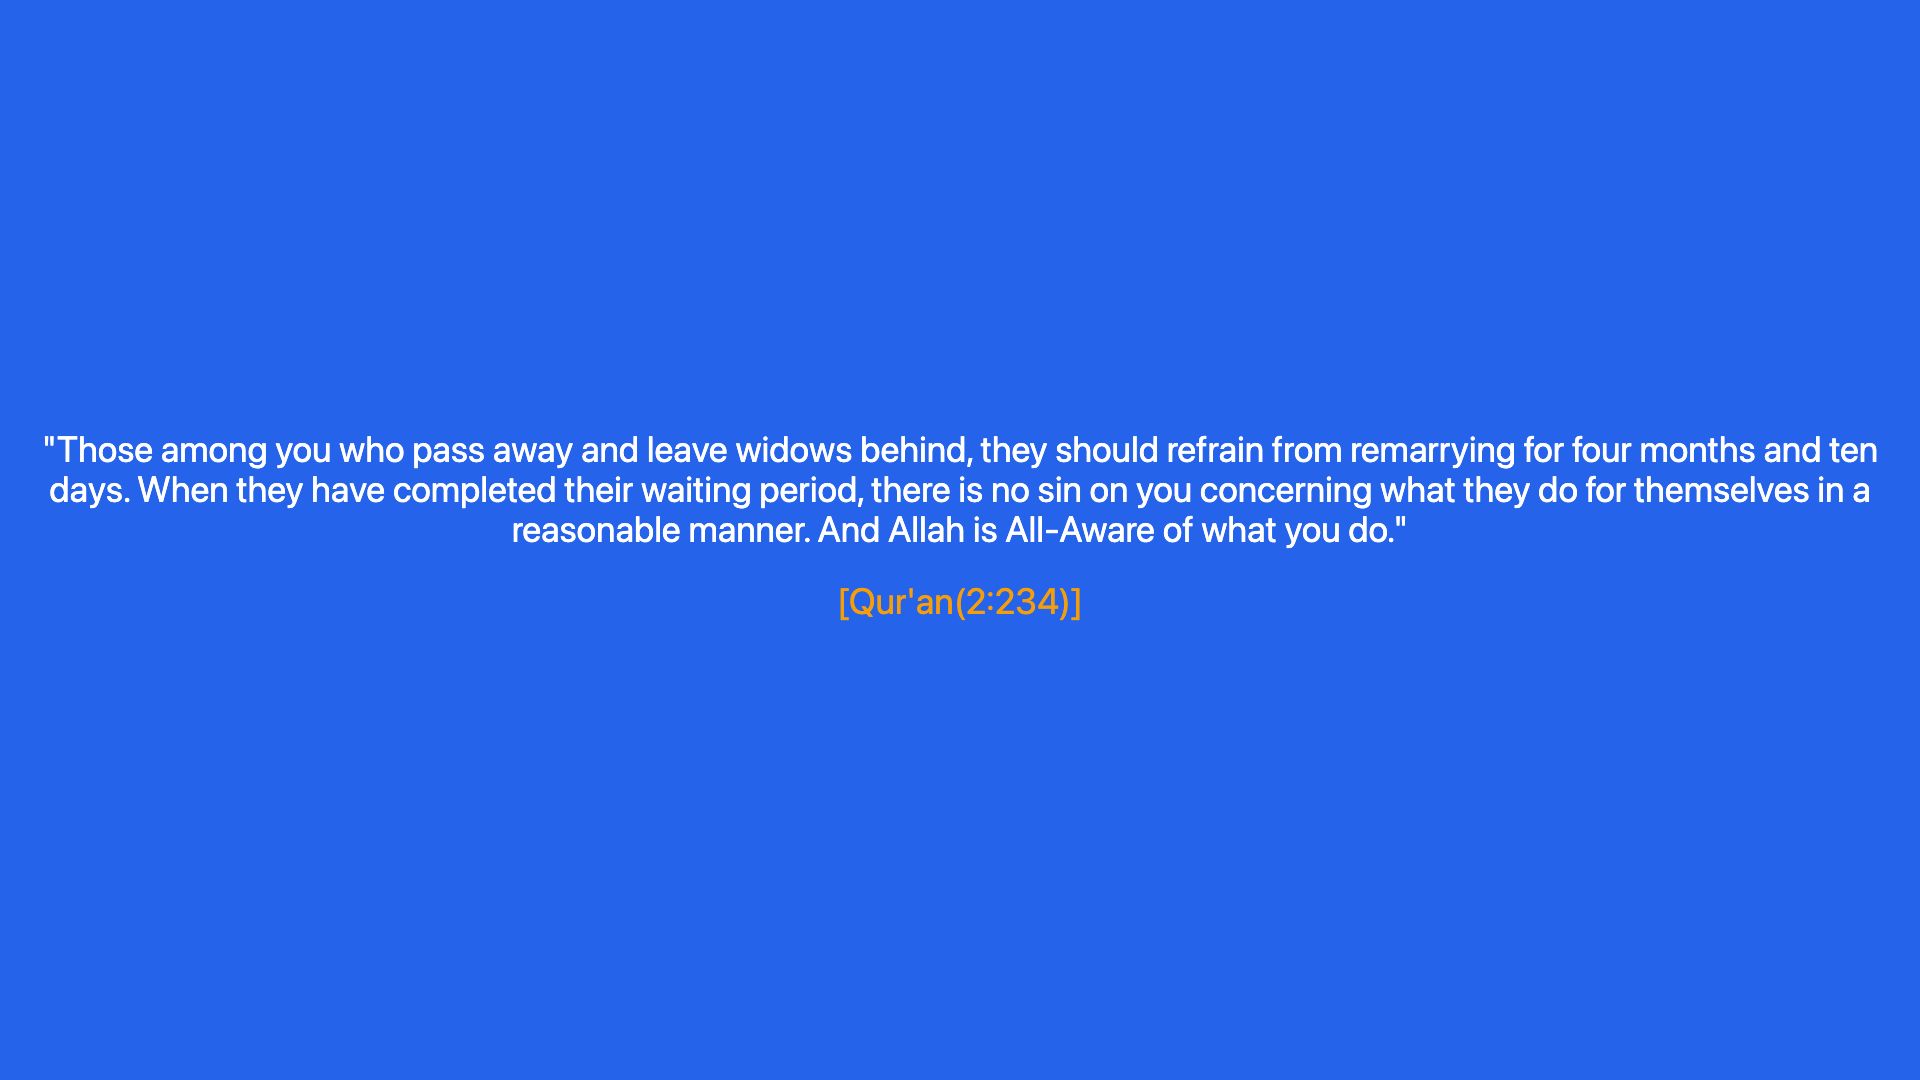 "Those among you who pass away and leave widows behind, they should refrain from remarrying for four months and ten
days. When they have completed their waiting period, there is no sin on you concerning what they do for themselves in a
reasonable manner. And Allah is All-Aware of what you do."
[Qur'an(2:234)]